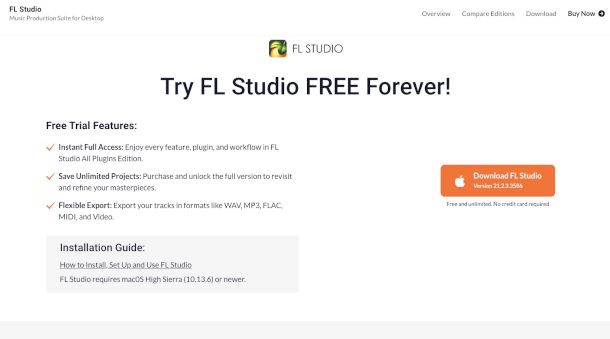 FL Studio
Music Production Suite for Desktop
Overview
Compare Editions
Download
Buy Now
FL STUDIO
Try FL Studio FREE Forever!
Free Trial Features:
Instant Full Access: Enjoy every feature, plugin, and workflow in FL
Studio All Plugins Edition.
Save Unlimited Projects: Purchase and unlock the full version to revisit
and refine your masterpieces.
Flexible Export: Export your tracks in formats like WAV, MP3, FLAC,
MIDI, and Video.
Download FL Studio
Version 21.2.3.3586
Free and unlimited. No credit card required
Installation Guide:
How to Install, Set Up and Use FL Studio
FL Studio requires macOS High Sierra (10.13.6) or newer.